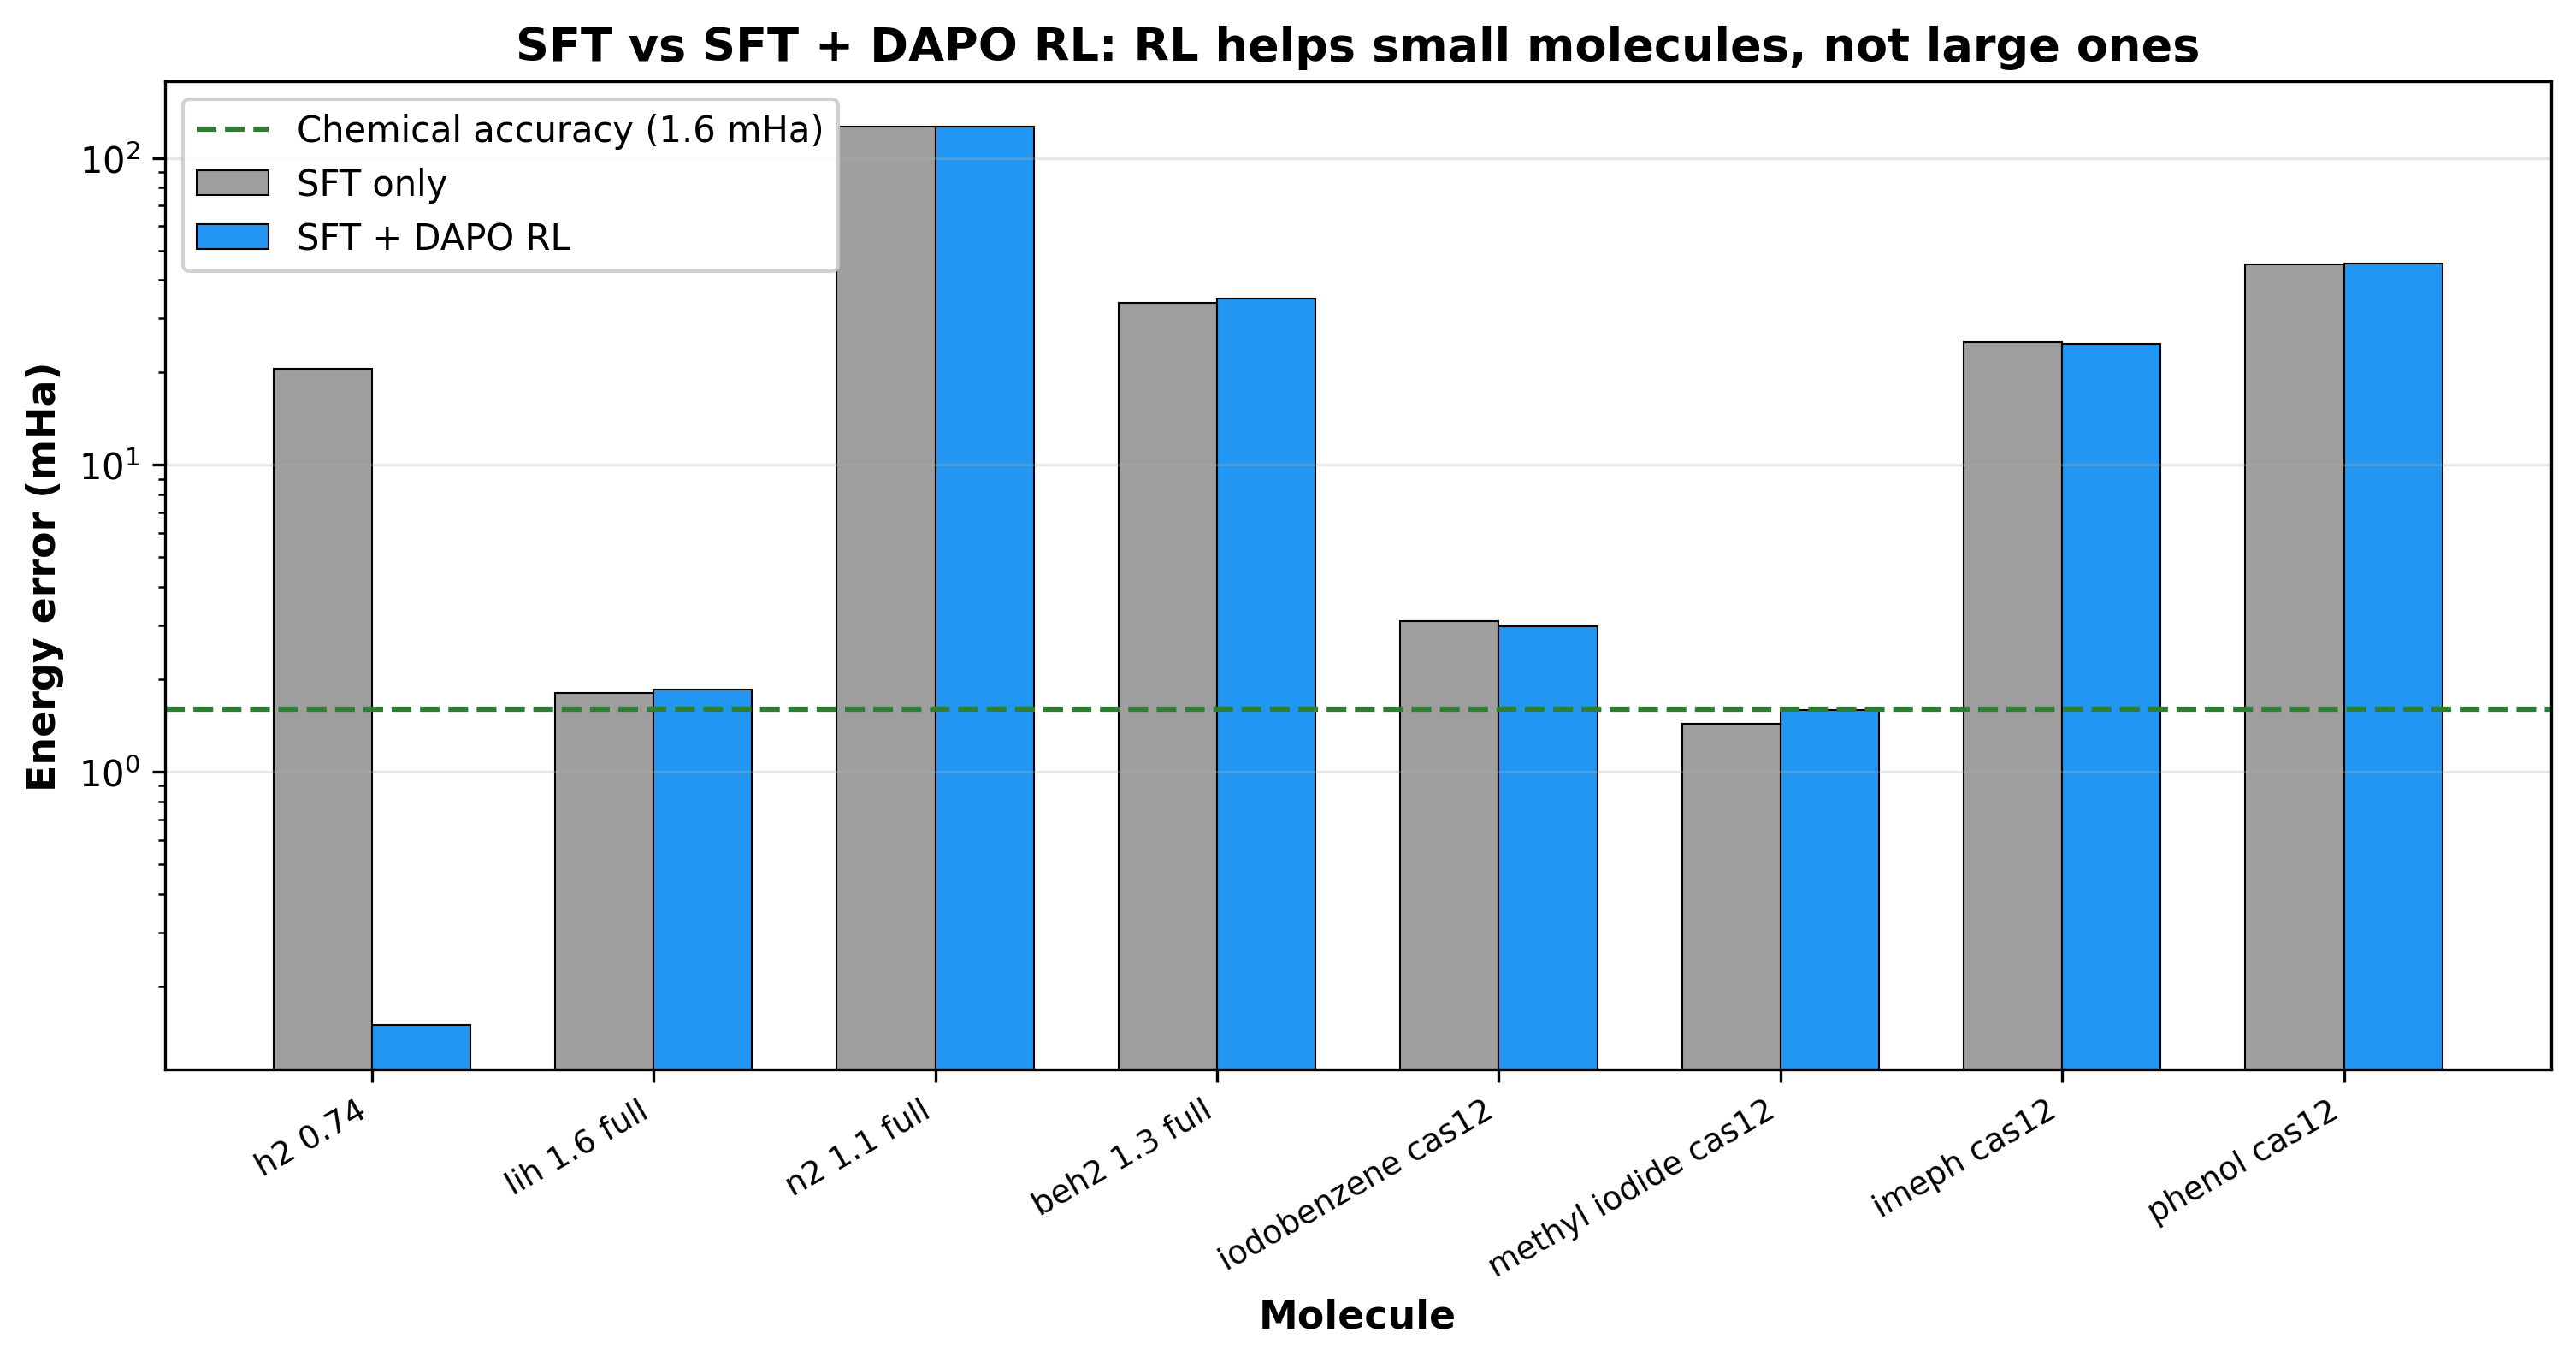 SFT vs SFT + DAPO RL: RL helps small molecules, not large ones
Chemical accuracy (1.6 mHa)
SFT only
SFT + DAPO RL
Energy error (mHa)
10²
10¹
10⁰
h2 0.74
lih 1.6 full
n2 1.1 full
beh2 1.3 full
iodobenzene cas12
methyl iodide cas12
imeph cas12
phenol cas12
Molecule